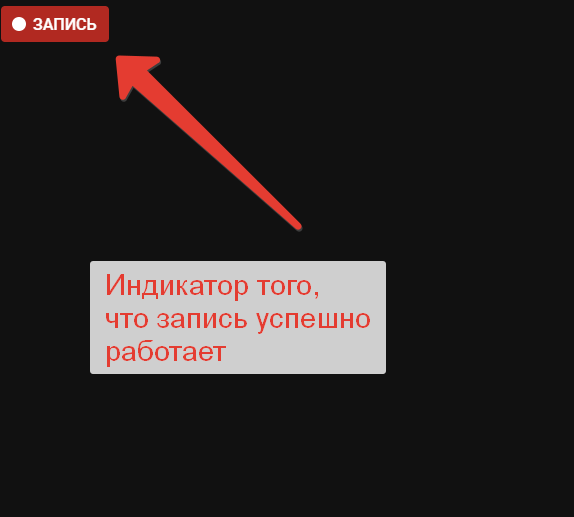 ЗАПИСЬ
Индикатор того,
что запись успешно
работает